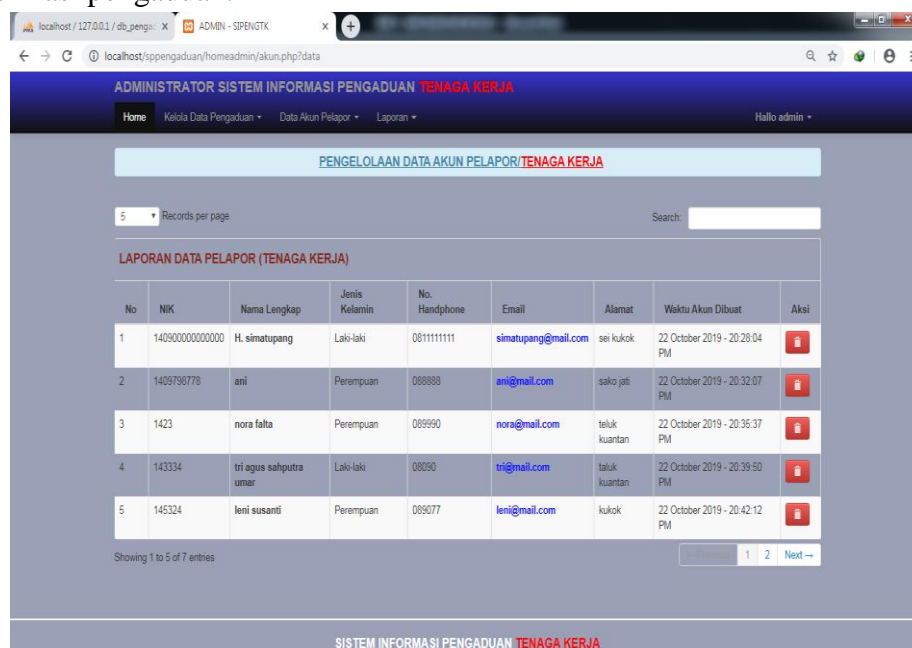 localhost / 127.0.0.1 / db_penga
ADMIN - SIPENGTK
localhost/sppengaduan/homeadmin/akun.php?data
ADMINISTRATOR SISTEM INFORMASI PENGADUAN TENAGA KERJA
Home Kelola Data Pengaduan Data Akun Pelapor Laporan Hallo admin
PENGELOLAAN DATA AKUN PELAPOR/TENAGA KERJA
5 Records per page Search:
LAPORAN DATA PELAPOR (TENAGA KERJA)
No NIK Nama Lengkap Jenis Kelamin No. Handphone Email Alamat Waktu Akun Dibuat Aksi
1 140900000000000 H. simatupang Laki-laki 0811111111 simatupang@mail.com sei kukok 22 October 2019 - 20:28:04 PM
2 1409798778 ani Perempuan 088888 ani@mail.com sako jati 22 October 2019 - 20:32:07 PM
3 1423 nora falta Perempuan 089990 nora@mail.com teluk kuantan 22 October 2019 - 20:35:37 PM
4 143334 tri agus sahputra umar Laki-laki 08090 tri@mail.com taluk kuantan 22 October 2019 - 20:39:50 PM
5 145324 leni susanti Perempuan 089077 leni@mail.com kukok 22 October 2019 - 20:42:12 PM
Showing 1 to 5 of 7 entries
1 2 Next →
SISTEM INFORMASI PENGADUAN TENAGA KERJA